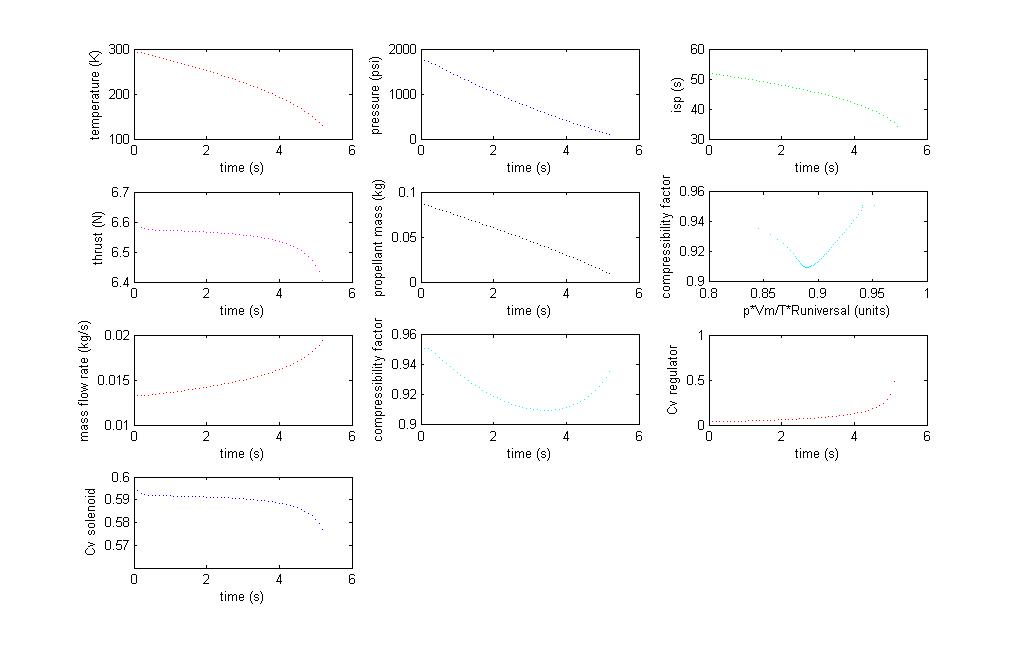 temperature (K)
300
200
100
0 2 4 6
time (s)
pressure (psi)
2000
1000
0
0 2 4 6
time (s)
isp (s)
60
50
40
30
0 2 4 6
time (s)
thrust (N)
6.7
6.6
6.5
6.4
0 2 4 6
time (s)
propellant mass (kg)
0.1
0.05
0
0 2 4 6
time (s)
compressibility factor
0.96
0.94
0.92
0.9
0.8 0.85 0.9 0.95 1
p*Vm/T*Runiversal (units)
mass flow rate (kg/s)
0.02
0.015
0.01
0 2 4 6
time (s)
compressibility factor
0.96
0.94
0.92
0.9
0 2 4 6
time (s)
Cv regulator
1
0.5
0
0 2 4 6
time (s)
Cv solenoid
0.6
0.59
0.58
0.57
0 2 4 6
time (s)